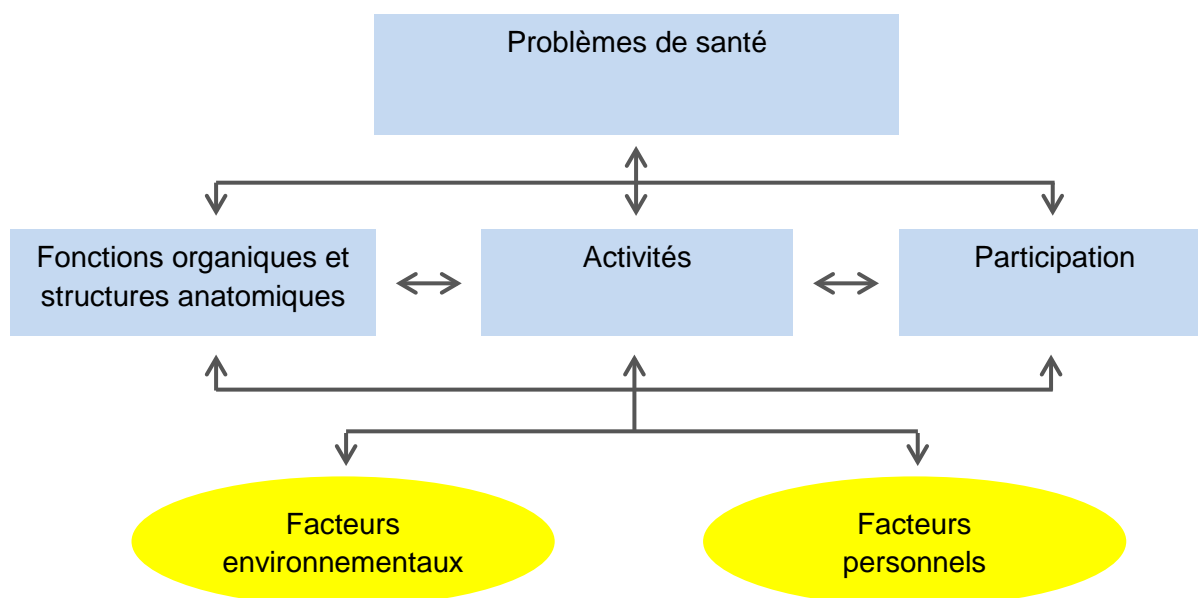 Problèmes de santé
Fonctions organiques et
structures anatomiques
Activités
Participation
Facteurs
environnementaux
Facteurs
personnels